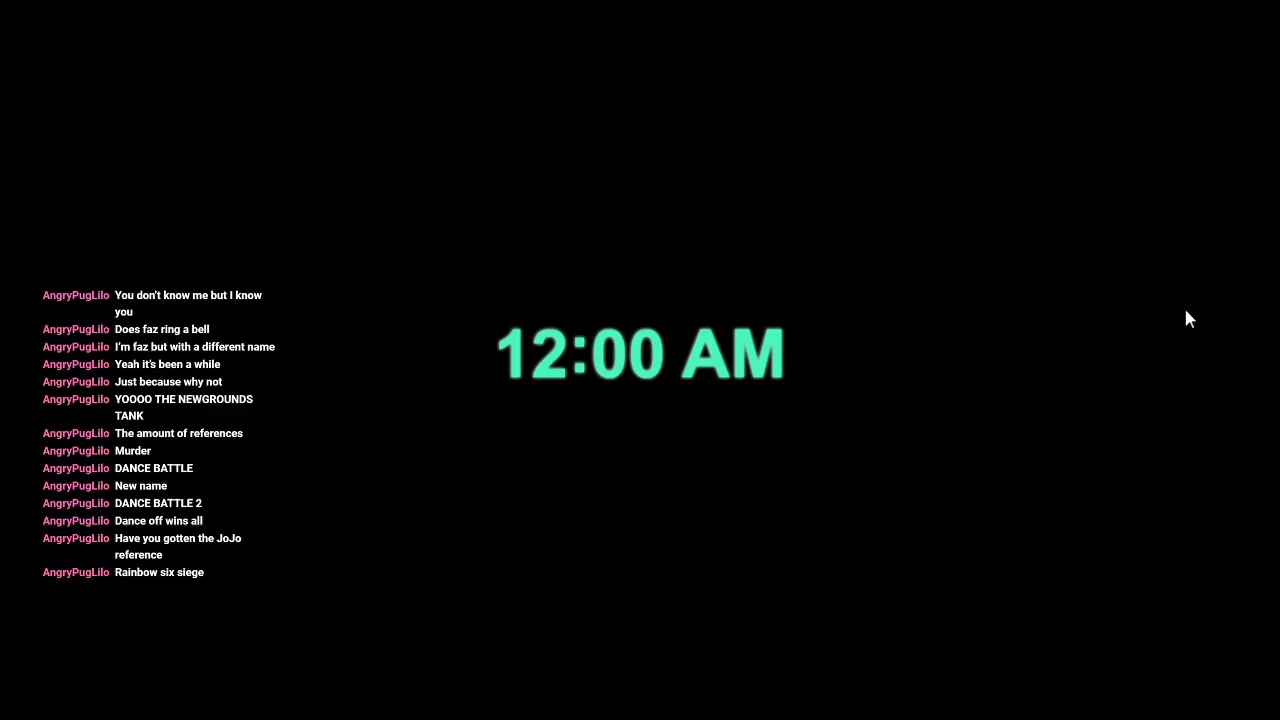 AngryPugLilo You don't know me but I know
you
AngryPugLilo Does faz ring a bell
AngryPugLilo I'm faz but with a different name
AngryPugLilo Yeah it's been a while
AngryPugLilo Just because why not
AngryPugLilo YOOOO THE NEWGROUNDS
TANK
AngryPugLilo The amount of references
AngryPugLilo Murder
AngryPugLilo DANCE BATTLE
AngryPugLilo New name
AngryPugLilo DANCE BATTLE 2
AngryPugLilo Dance off wins all
AngryPugLilo Have you gotten the JoJo
reference
AngryPugLilo Rainbow six siege
12:00 AM